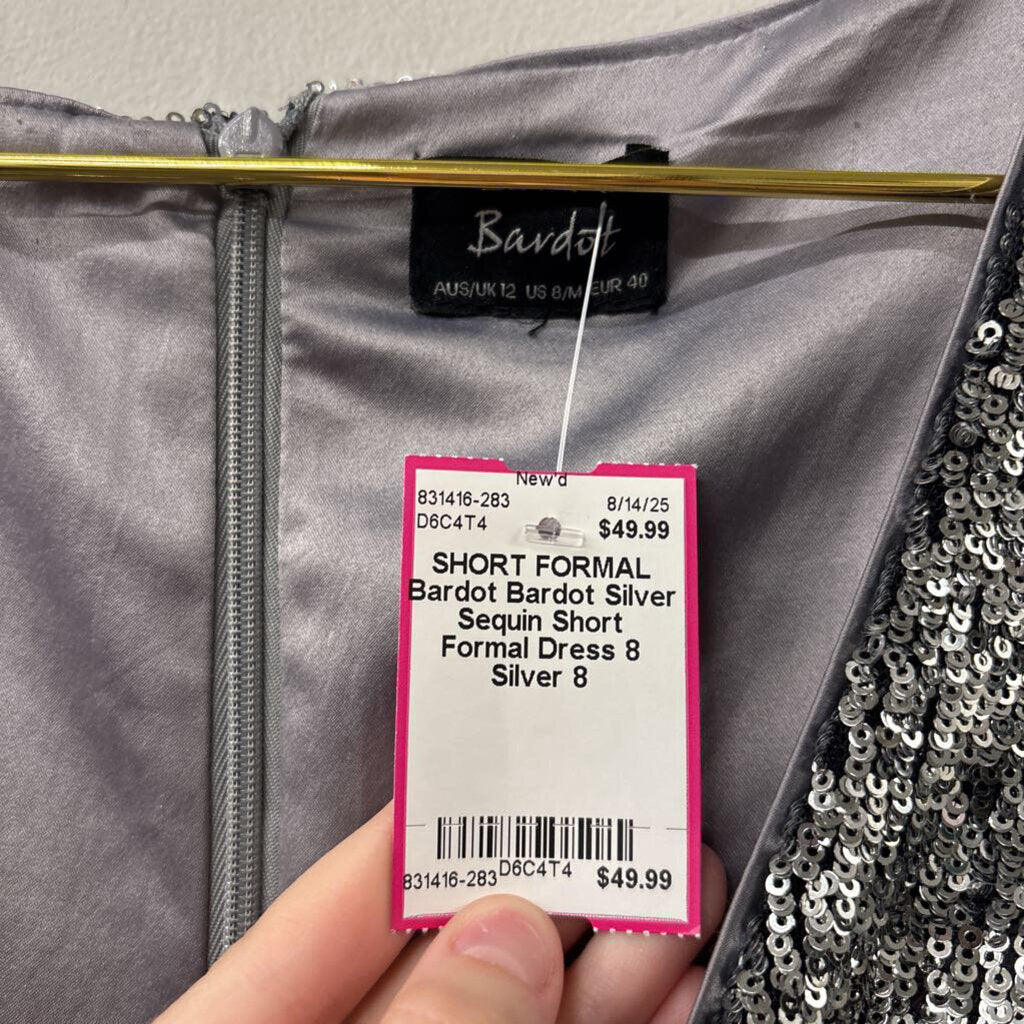 Bardot
AUS/UK 12 US 8/M EUR 40
New'd
831416-283 8/14/25
D6C4T4 $49.99
SHORT FORMAL
Bardot Bardot Silver
Sequin Short
Formal Dress 8
Silver 8
831416-283 D6C4T4 $49.99